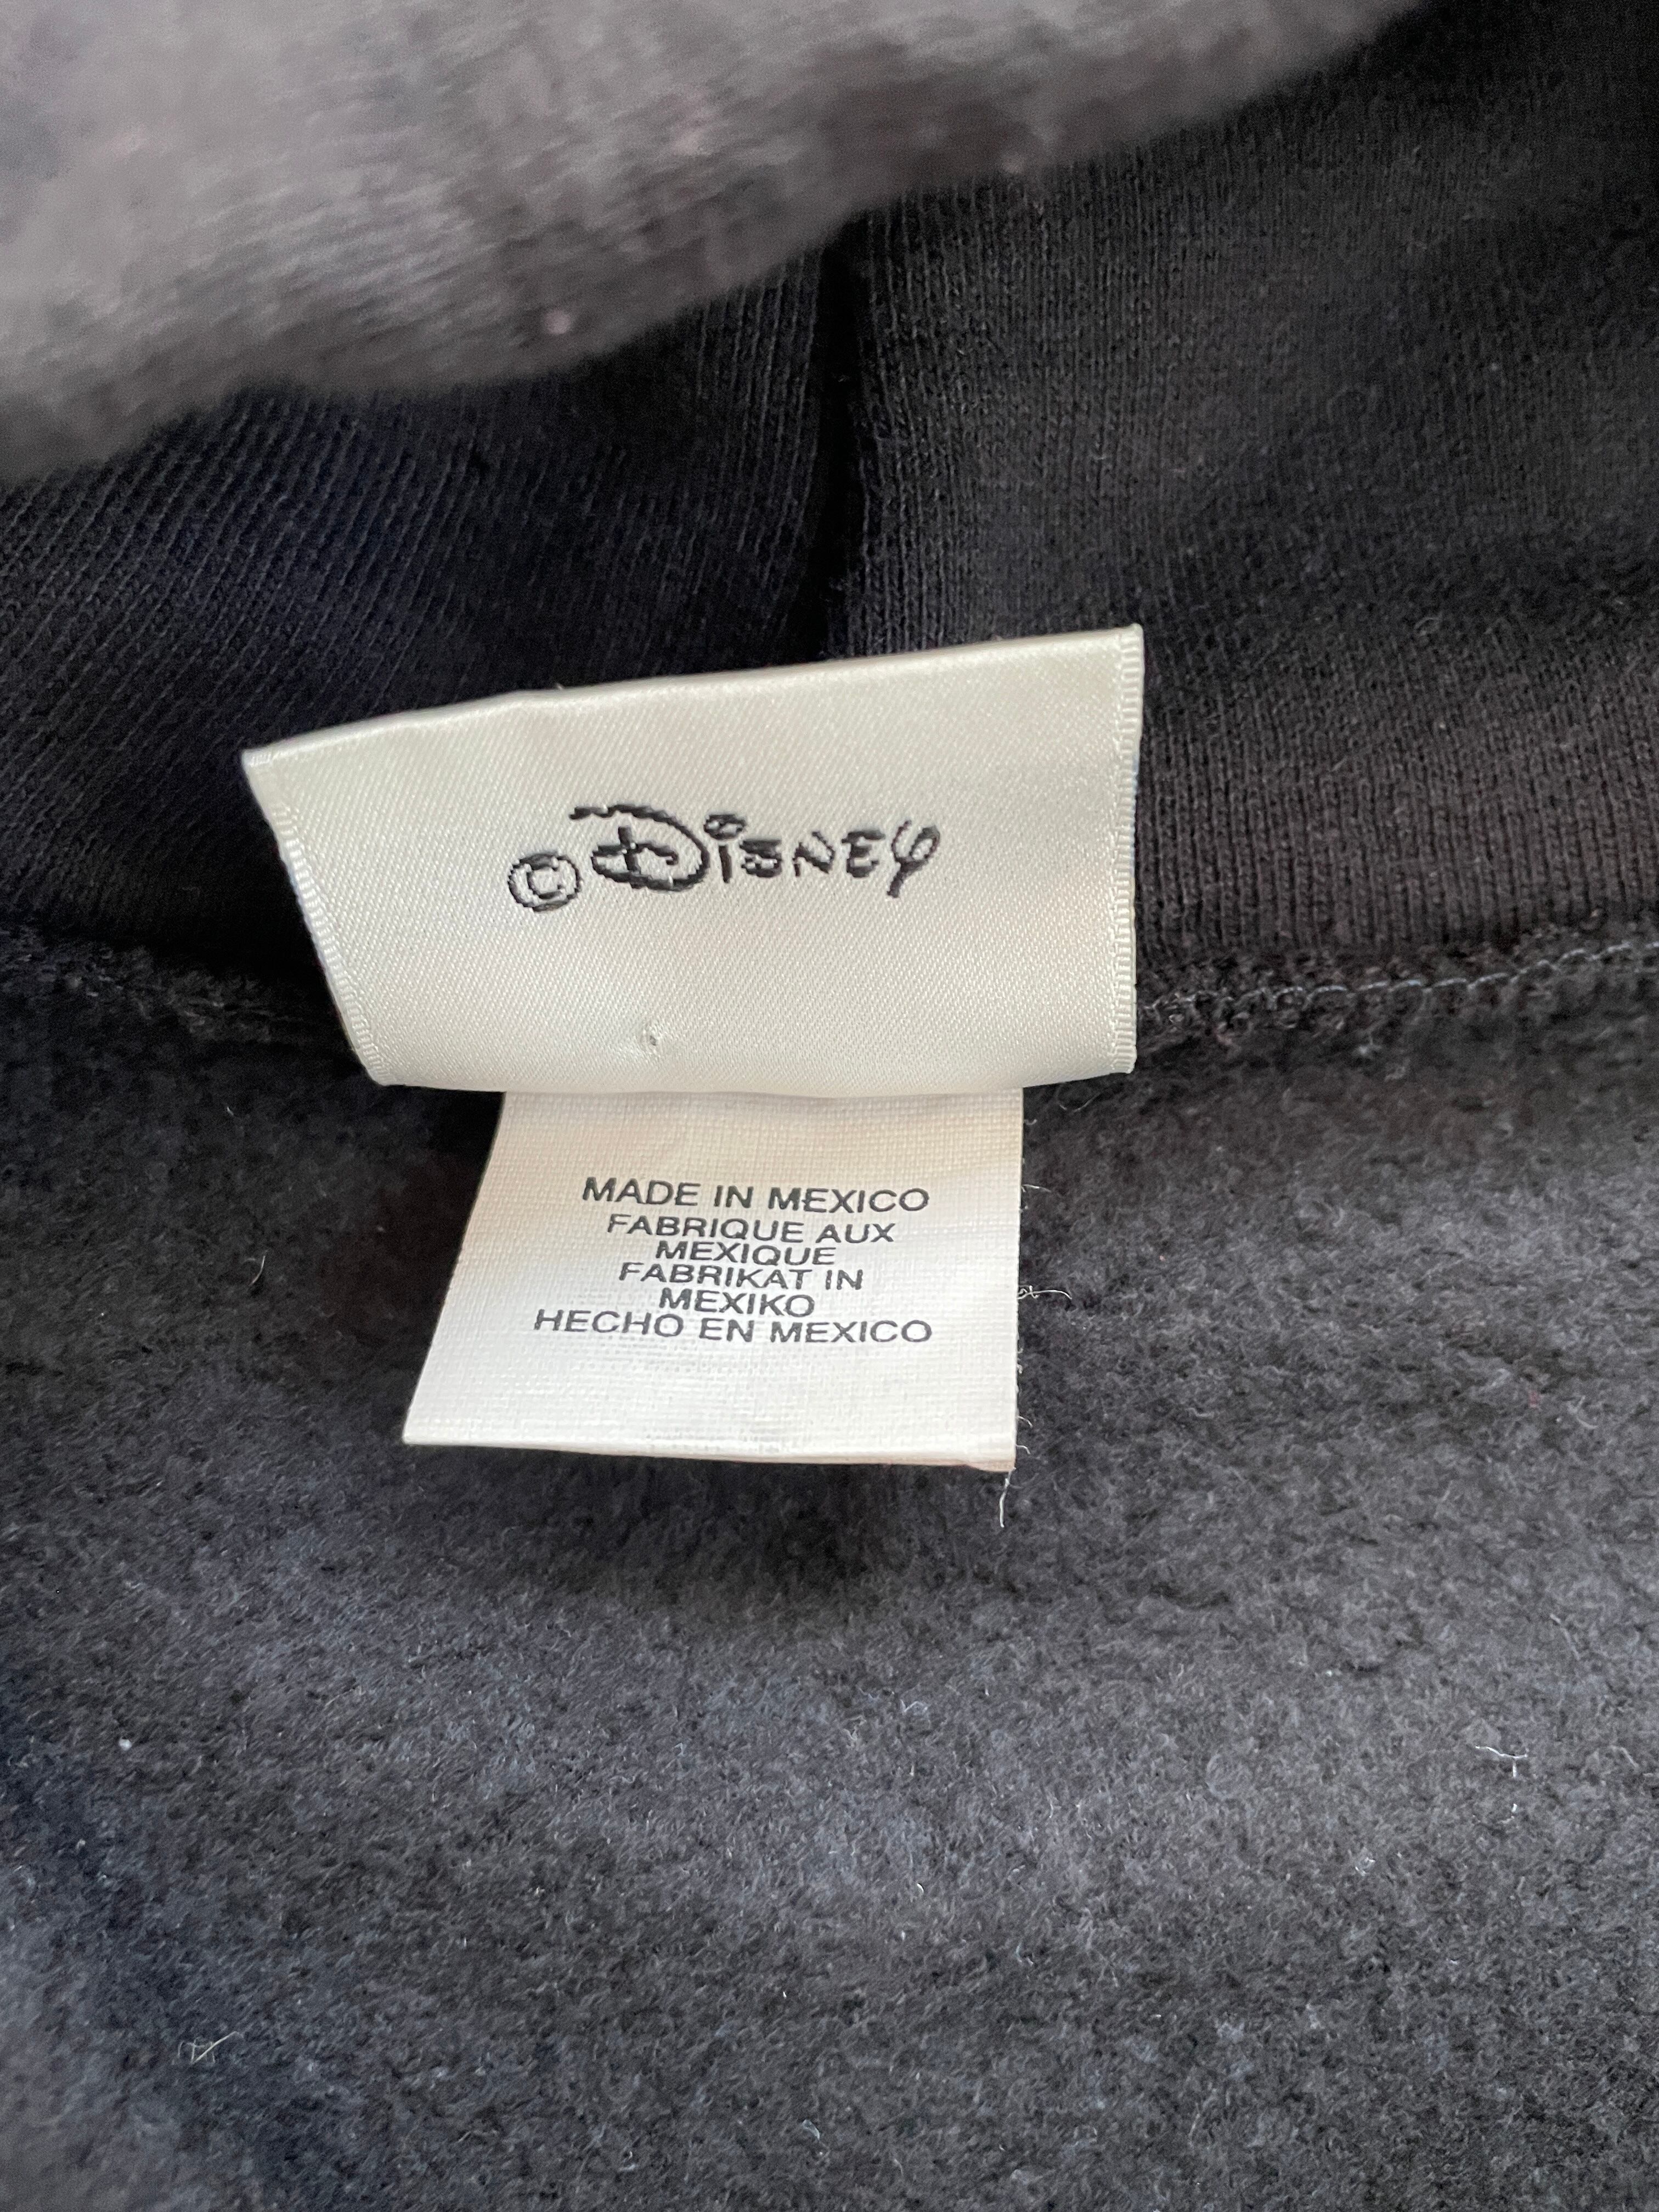 ©Disney
MADE IN MEXICO
FABRIQUE AUX
MEXIQUE
FABRIKAT IN
MEXIKO
HECHO EN MEXICO